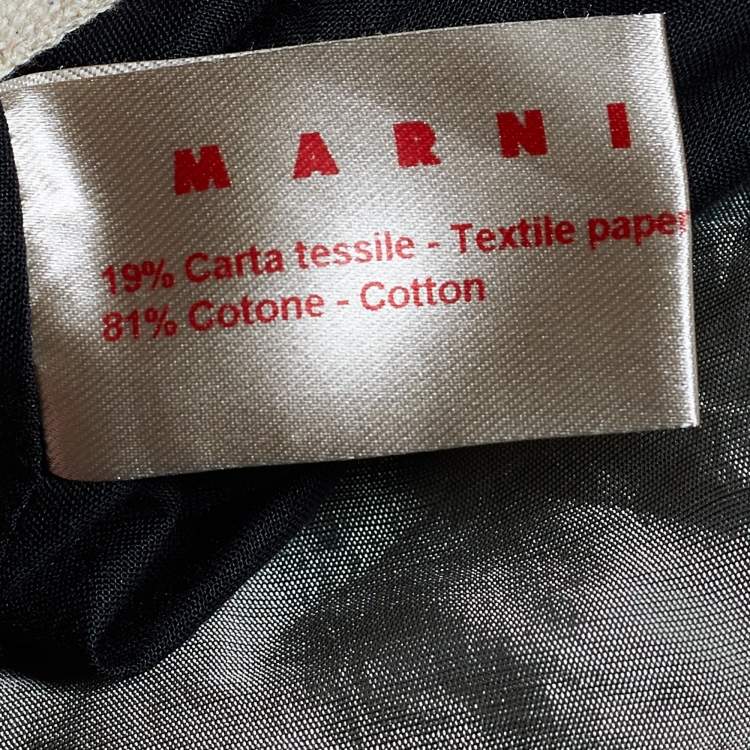 MARNI
19% Carta tessile - Textile paper
81% Cotone - Cotton